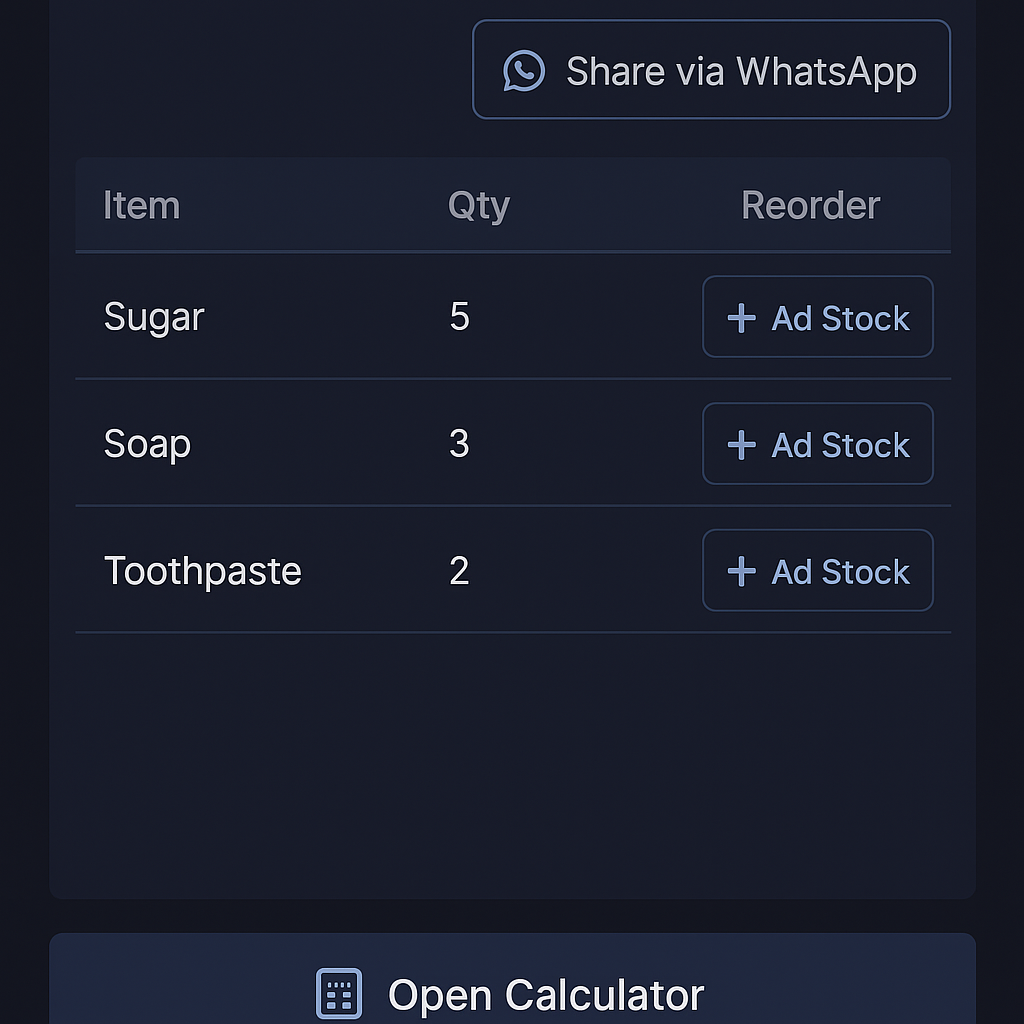 Share via WhatsApp
Item Qty Reorder
Sugar 5 + Ad Stock
Soap 3 + Ad Stock
Toothpaste 2 + Ad Stock
Open Calculator